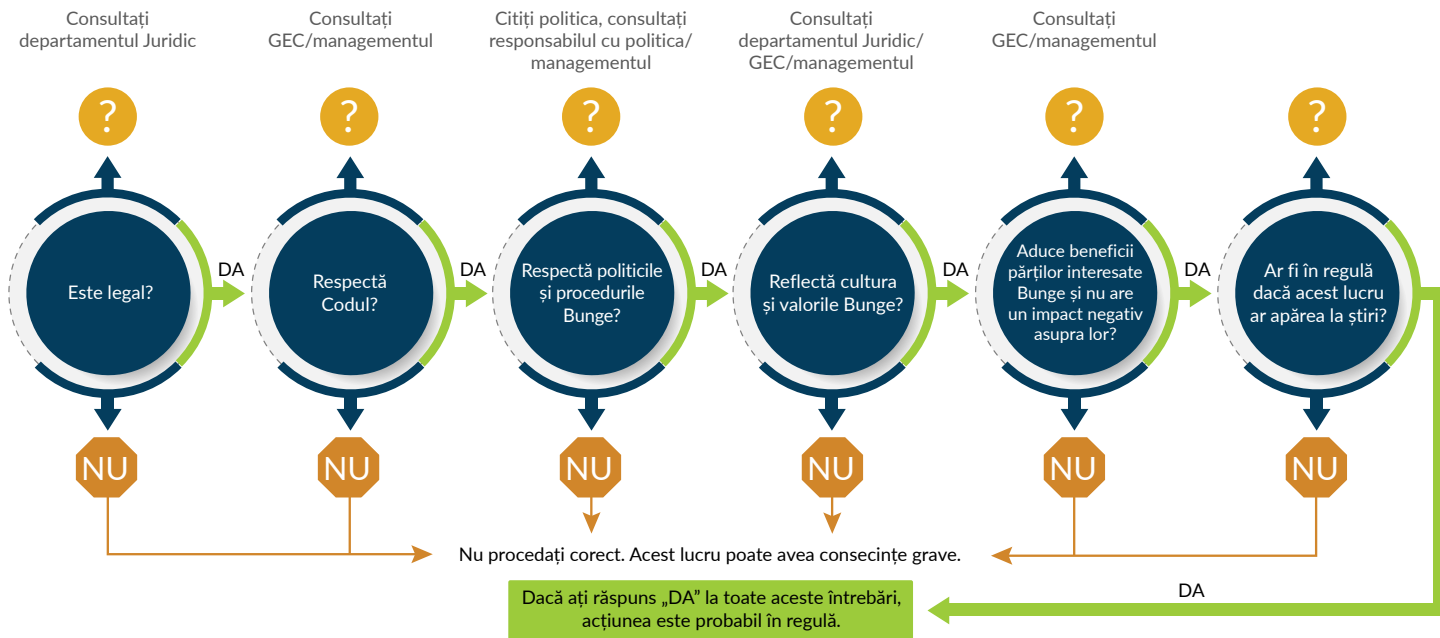 Consultați
departamentul Juridic
Consultați
GEC/managementul
Citiți politica, consultați
responsabilul cu politica/
managementul
Consultați
departamentul Juridic/
GEC/managementul
Consultați
GEC/managementul
?
?
?
?
?
?
Este legal?
DA
Respectă
Codul?
DA
Respectă politicile
și procedurile
Bunge?
DA
Reflectă cultura
și valorile Bunge?
DA
Aduce beneficii
părților interesate
Bunge și nu are
un impact negativ
asupra lor?
DA
Ar fi în regulă
dacă acest lucru
ar apărea la știri?
NU
NU
NU
NU
NU
NU
Nu procedați corect. Acest lucru poate avea consecințe grave.
DA
Dacă ați răspuns „DA” la toate aceste întrebări,
acțiunea este probabil în regulă.